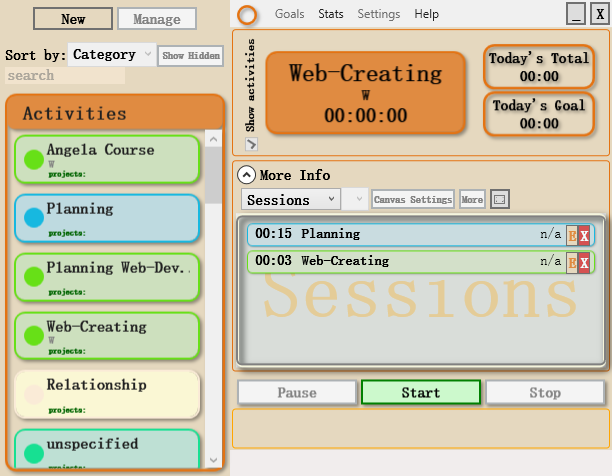 New
Manage
Sort by: Category
Show Hidden
search
Activities
Angela Course
W
projects:
Planning
projects:
Planning Web-Dev..
projects:
Web-Creating
projects:
Relationship
projects:
unspecified
projects:
Goals Stats Settings Help
_ X
Show activities
Web-Creating
W
00:00:00
Today's Total
00:00
Today's Goal
00:00
More Info
Sessions
Canvas Settings
More
00:15 Planning n/a E X
00:03 Web-Creating n/a E X
Sessions
Pause
Start
Stop